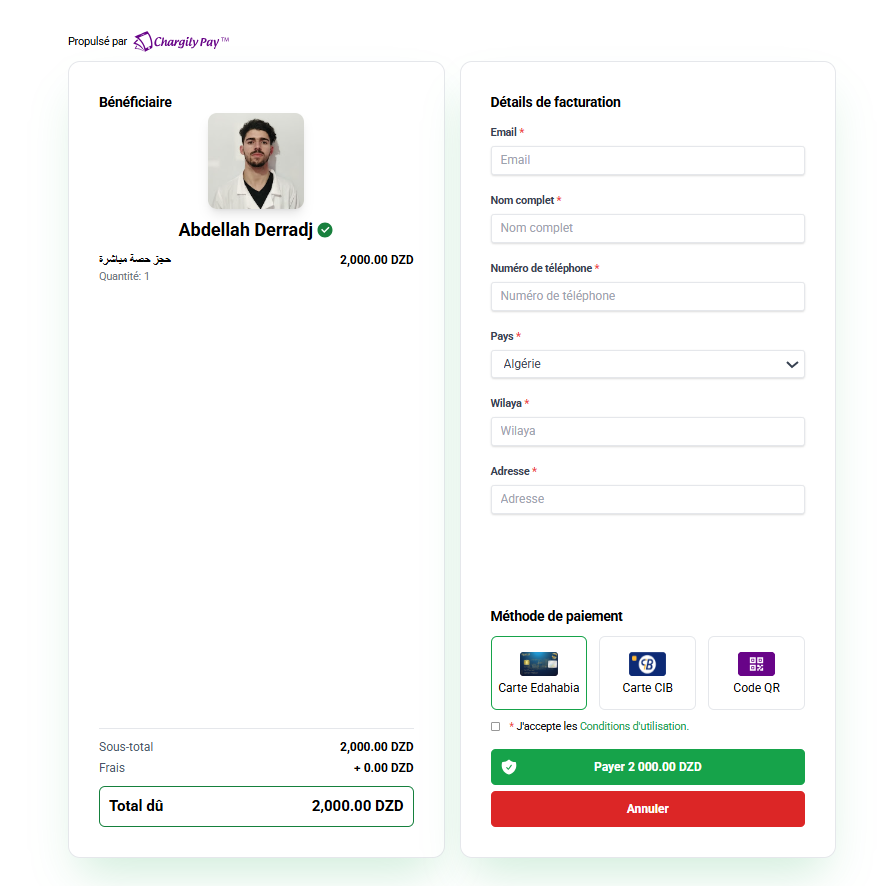 Propulsé par Chargily Pay™
Bénéficiaire
Abdellah Derradj
حجز حصة مباشرة 2,000.00 DZD
Quantité: 1
Sous-total 2,000.00 DZD
Frais + 0.00 DZD
Total dû 2,000.00 DZD
Détails de facturation
Email *
Email
Nom complet *
Nom complet
Numéro de téléphone *
Numéro de téléphone
Pays *
Algérie
Wilaya *
Wilaya
Adresse *
Adresse
Méthode de paiement
Carte Edahabia Carte CIB Code QR
* J'accepte les Conditions d'utilisation.
Payer 2 000.00 DZD
Annuler